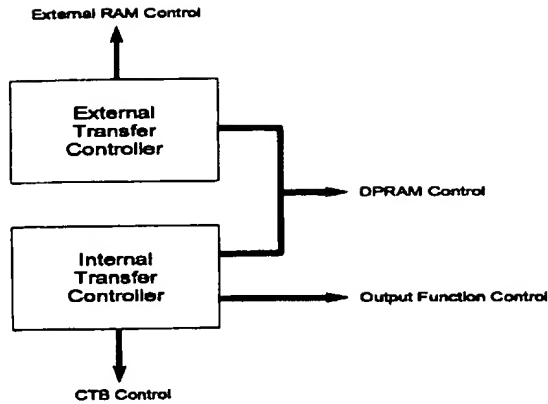 External RAM Control
External
Transfer
Controller
DPRAM Control
Internal
Transfer
Controller
Output Function Control
CTB Control